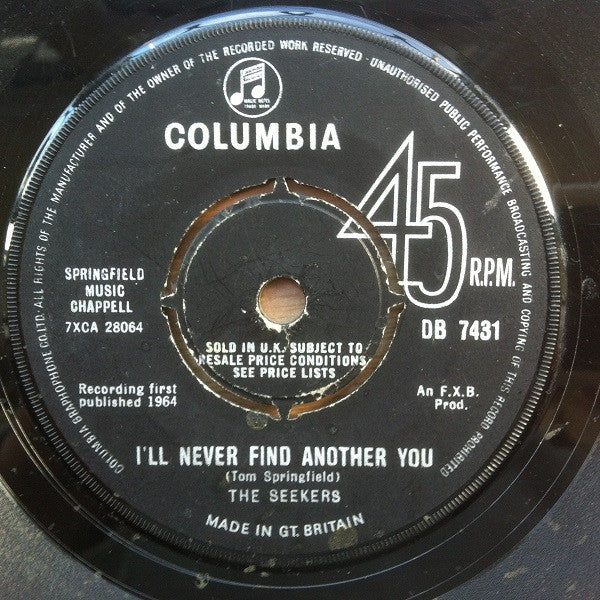 COLUMBIA GRAPHOPHONE CO. LTD. ALL RIGHTS OF THE MANUFACTURER AND OF THE OWNER OF THE RECORDED WORK RESERVED · UNAUTHORISED PUBLIC PERFORMANCE BROADCASTING AND COPYING OF THIS RECORD PROHIBITED
MAGIC NOTES
TRADE MARK
COLUMBIA
45
R.P.M.
SPRINGFIELD
MUSIC
CHAPPELL
7XCA 28064
DB 7431
SOLD IN U.K. SUBJECT TO
RESALE PRICE CONDITIONS
SEE PRICE LISTS
Recording first
published 1964
An F.X.B.
Prod.
I'LL NEVER FIND ANOTHER YOU
(Tom Springfield)
THE SEEKERS
MADE IN GT. BRITAIN